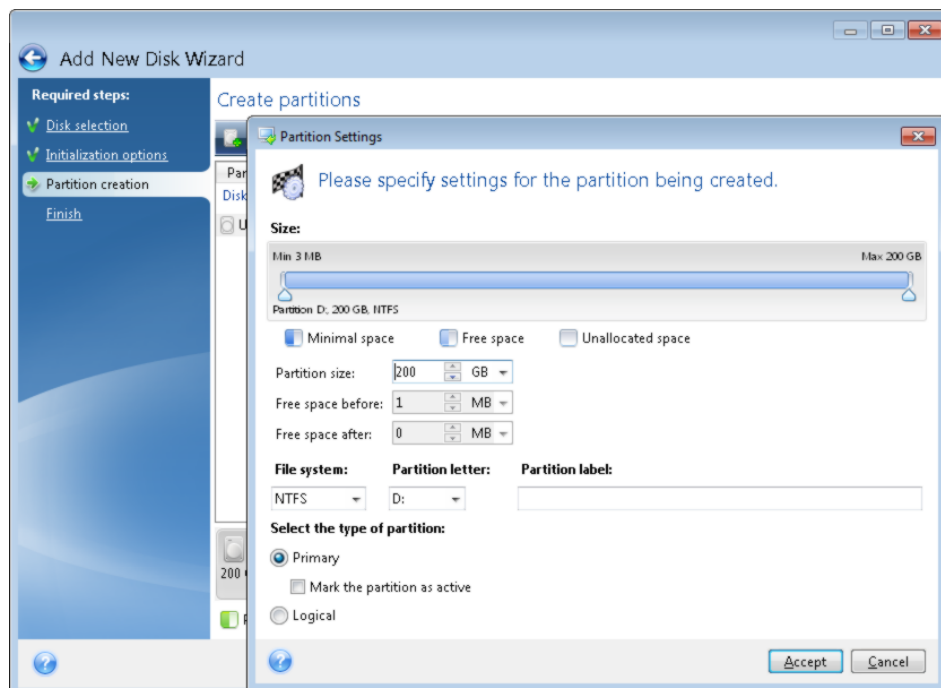 Add New Disk Wizard
Required steps:
Create partitions
Disk selection
Initialization options
Partition creation
Finish
Par
Disk
U
200
Partition Settings
Please specify settings for the partition being created.
Size:
Min 3 MB Max 200 GB
Partition D:, 200 GB, NTFS
Minimal space Free space Unallocated space
Partition size: 200 GB
Free space before: 1 MB
Free space after: 0 MB
File system: Partition letter: Partition label:
NTFS D:
Select the type of partition:
Primary
Mark the partition as active
Logical
Accept Cancel